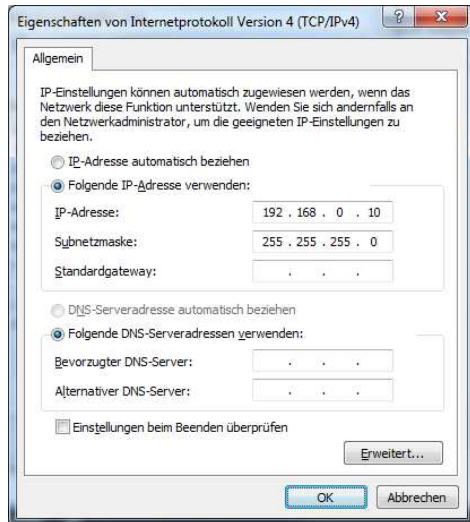 Eigenschaften von Internetprotokoll Version 4 (TCP/IPv4)
Allgemein
IP-Einstellungen können automatisch zugewiesen werden, wenn das
Netzwerk diese Funktion unterstützt. Wenden Sie sich andernfalls an
den Netzwerkadministrator, um die geeigneten IP-Einstellungen zu
beziehen.
IP-Adresse automatisch beziehen
Folgende IP-Adresse verwenden:
IP-Adresse: 192 . 168 . 0 . 10
Subnetzmaske: 255 . 255 . 255 . 0
Standardgateway: . . .
DNS-Serveradresse automatisch beziehen
Folgende DNS-Serveradressen verwenden:
Bevorzugter DNS-Server: . . .
Alternativer DNS-Server: . . .
Einstellungen beim Beenden überprüfen
Erweitert...
OK Abbrechen